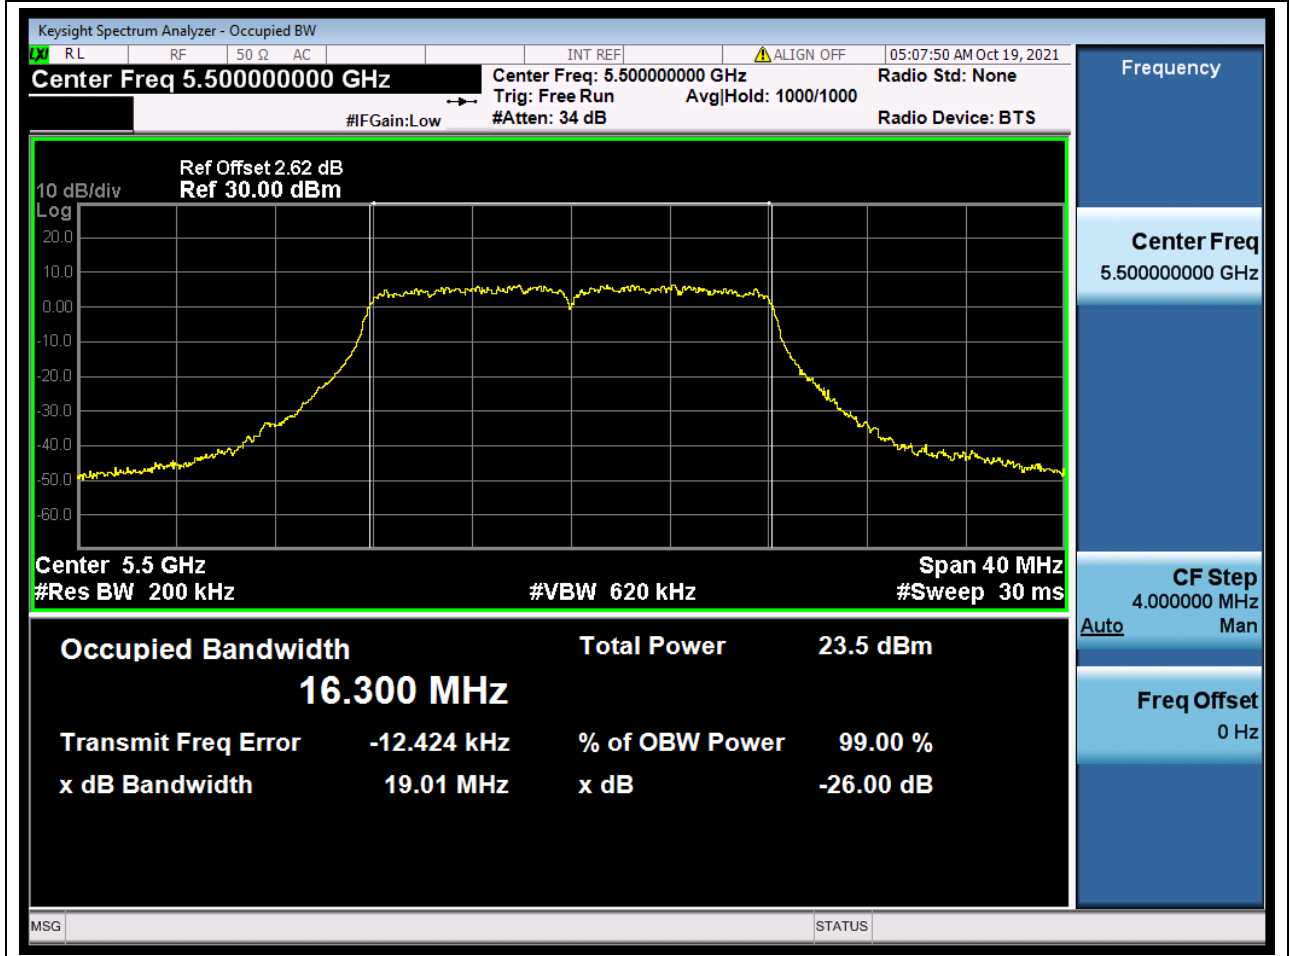 Keysight Spectrum Analyzer - Occupied BW
LXI RL RF 50 Ω AC INT REF ALIGN OFF 05:07:50 AM Oct 19, 2021
Center Freq 5.500000000 GHz
Center Freq: 5.500000000 GHz
Radio Std: None
Trig: Free Run Avg|Hold: 1000/1000
#IFGain:Low
#Atten: 34 dB
Radio Device: BTS
Ref Offset 2.62 dB
10 dB/div Ref 30.00 dBm
Log
20.0
10.0
0.00
-10.0
-20.0
-30.0
-40.0
-50.0
-60.0
Center 5.5 GHz Span 40 MHz
#Res BW 200 kHz #VBW 620 kHz #Sweep 30 ms
Occupied Bandwidth Total Power 23.5 dBm
16.300 MHz
Transmit Freq Error -12.424 kHz % of OBW Power 99.00 %
x dB Bandwidth 19.01 MHz x dB -26.00 dB
Frequency
Center Freq
5.500000000 GHz
CF Step
4.000000 MHz
Auto Man
Freq Offset
0 Hz
MSG STATUS